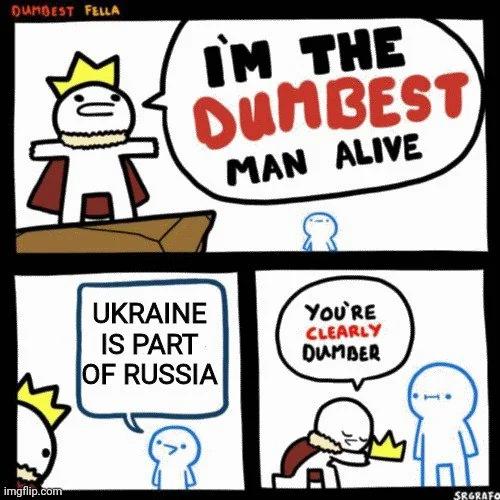 DUMBEST FELLA
I'M THE
DUMBEST
MAN ALIVE
UKRAINE
IS PART
OF RUSSIA
YOU'RE
CLEARLY
DUMBER
imgflip.com
SRGRAFO